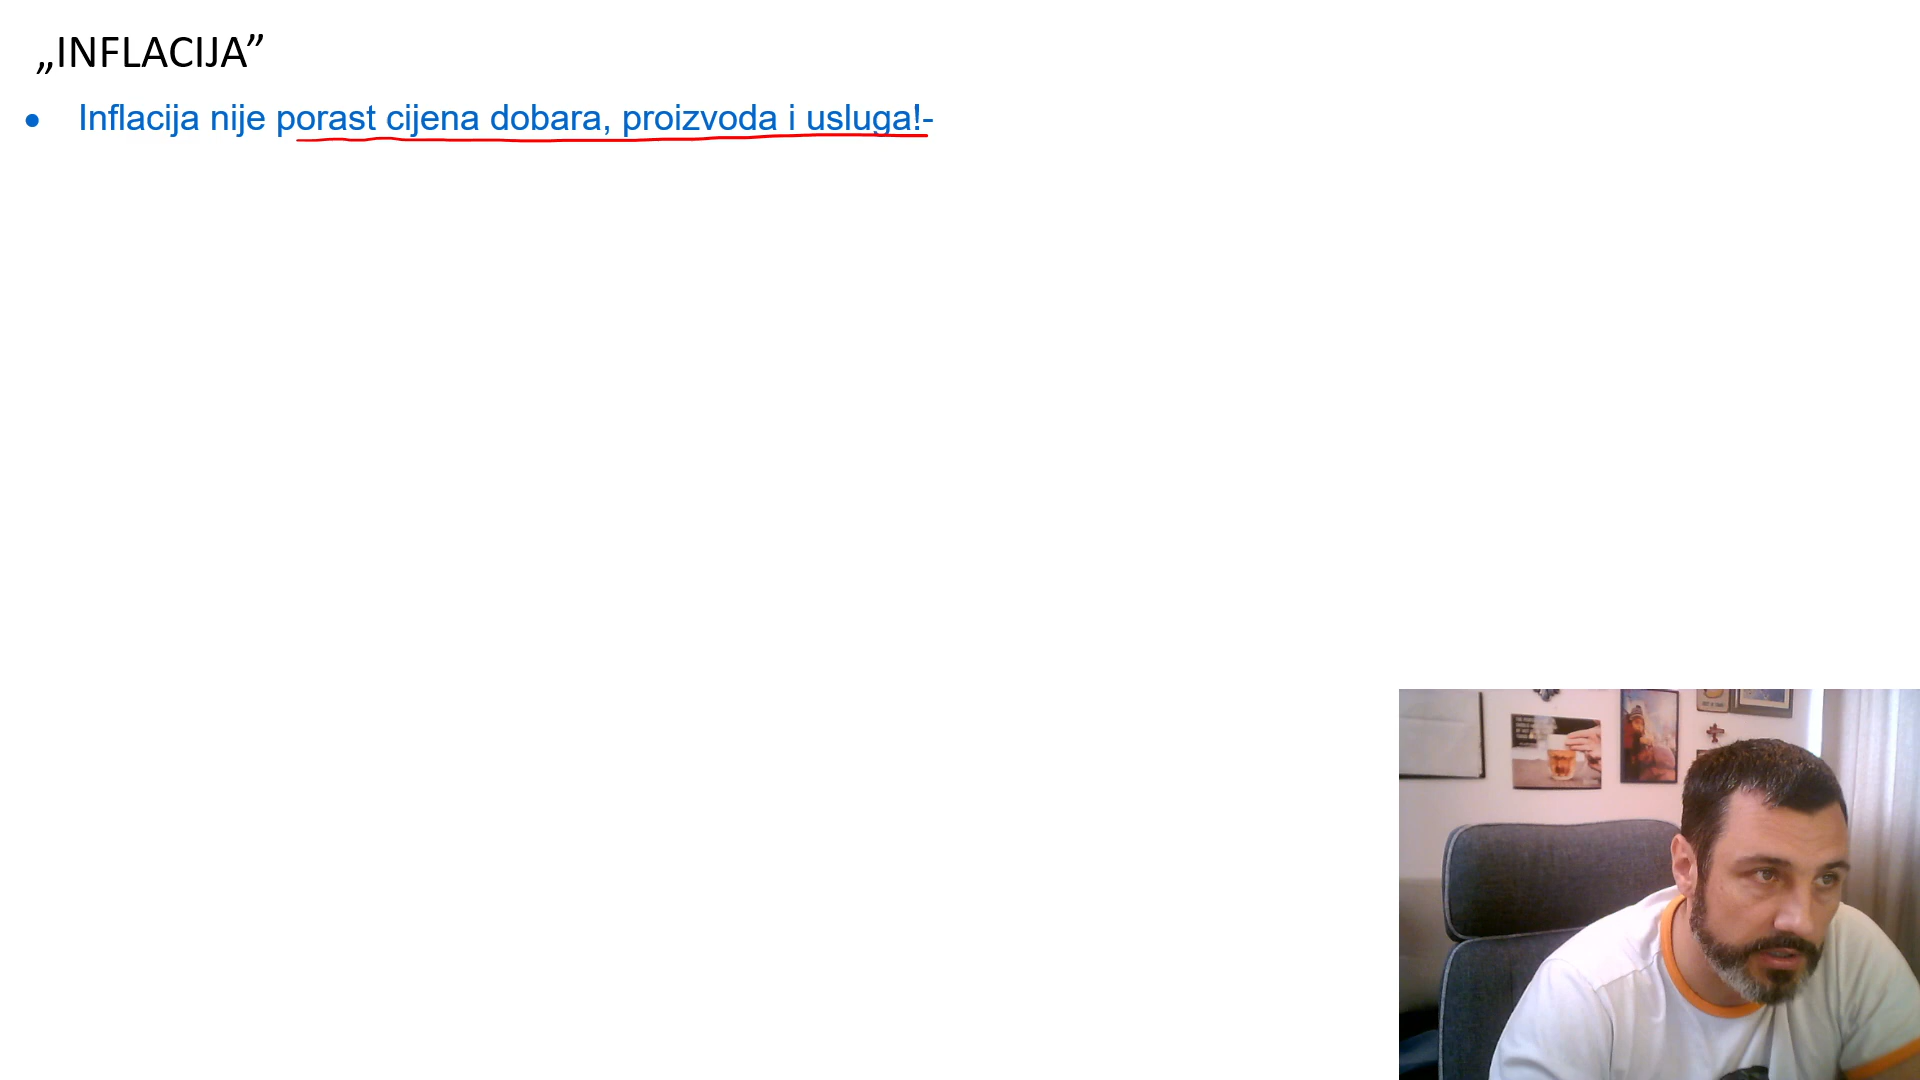 „INFLACIJA”
• Inflacija nije porast cijena dobara, proizvoda i usluga!-